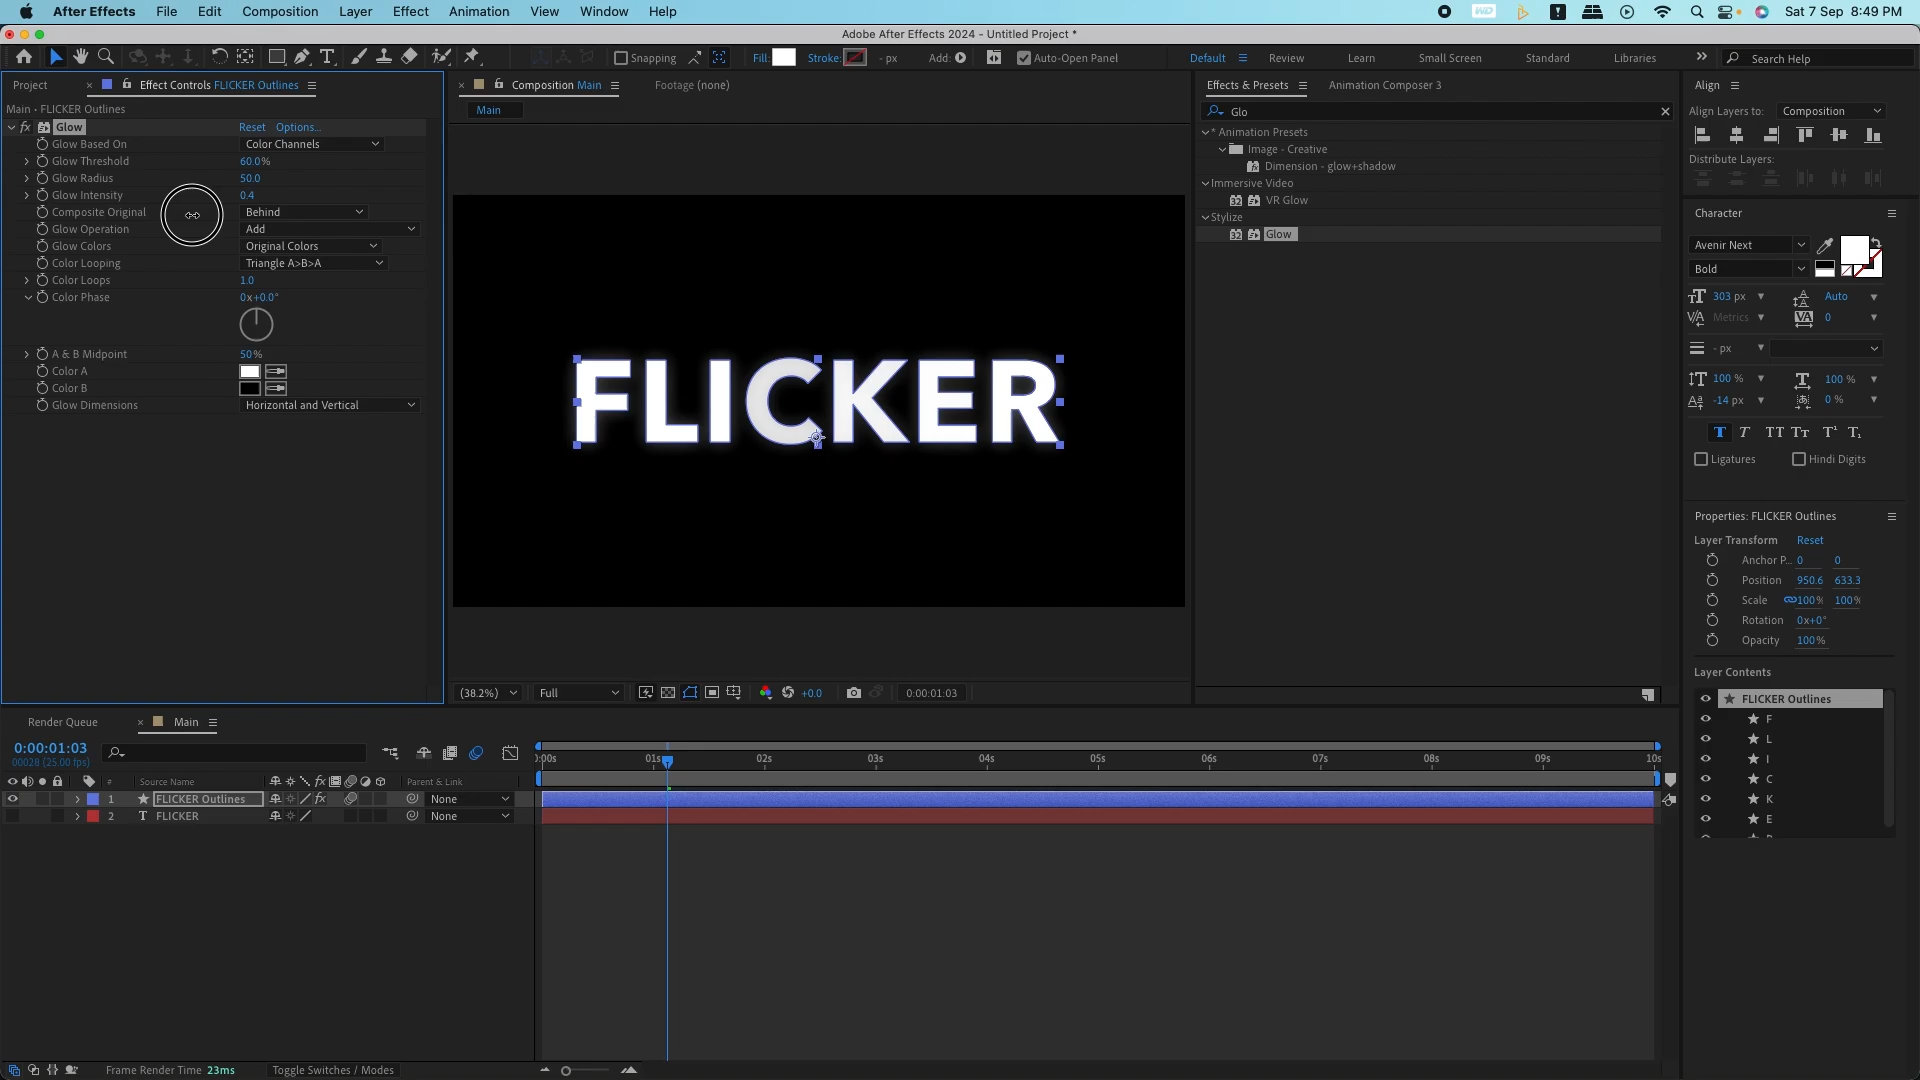 After Effects File Edit Composition Layer Effect Animation View Window Help Sat 7 Sep 8:49 PM
Adobe After Effects 2024 - Untitled Project *
Snapping Fill: Stroke: - px Add: Auto-Open Panel Default Review Learn Small Screen Standard Libraries Search Help
Project Effect Controls FLICKER Outlines
Main • FLICKER Outlines
fx Glow Reset Options...
Glow Based On Color Channels
Glow Threshold 60.0%
Glow Radius 50.0
Glow Intensity 0.4
Composite Original Behind
Glow Operation Add
Glow Colors Original Colors
Color Looping Triangle A>B>A
Color Loops 1.0
Color Phase 0x+0.0°
A & B Midpoint 50%
Color A
Color B
Glow Dimensions Horizontal and Vertical
Composition Main Footage (none)
Main
FLICKER
(38.2%) Full +0.0 0:00:01:03
Effects & Presets Animation Composer 3
Glo
* Animation Presets
Image - Creative
Dimension - glow+shadow
Immersive Video
32 VR Glow
Stylize
32 Glow
Align
Align Layers to: Composition
Distribute Layers:
Character
Avenir Next
Bold
303 px Auto
Metrics 0
- px
100 % 100 %
-14 px 0 %
T T TT Tт T¹ T₁
Ligatures Hindi Digits
Properties: FLICKER Outlines
Layer Transform Reset
Anchor P... 0 0
Position 950.6 633.3
Scale 100% 100%
Rotation 0x+0°
Opacity 100%
Layer Contents
FLICKER Outlines
F
L
I
C
K
E
Render Queue Main
0:00:01:03
00028 (25.00 fps)
:00s 01s 02s 03s 04s 05s 06s 07s 08s 09s 10s
# Source Name fx Parent & Link
1 FLICKER Outlines fx None
2 T FLICKER None
Frame Render Time 23ms Toggle Switches / Modes